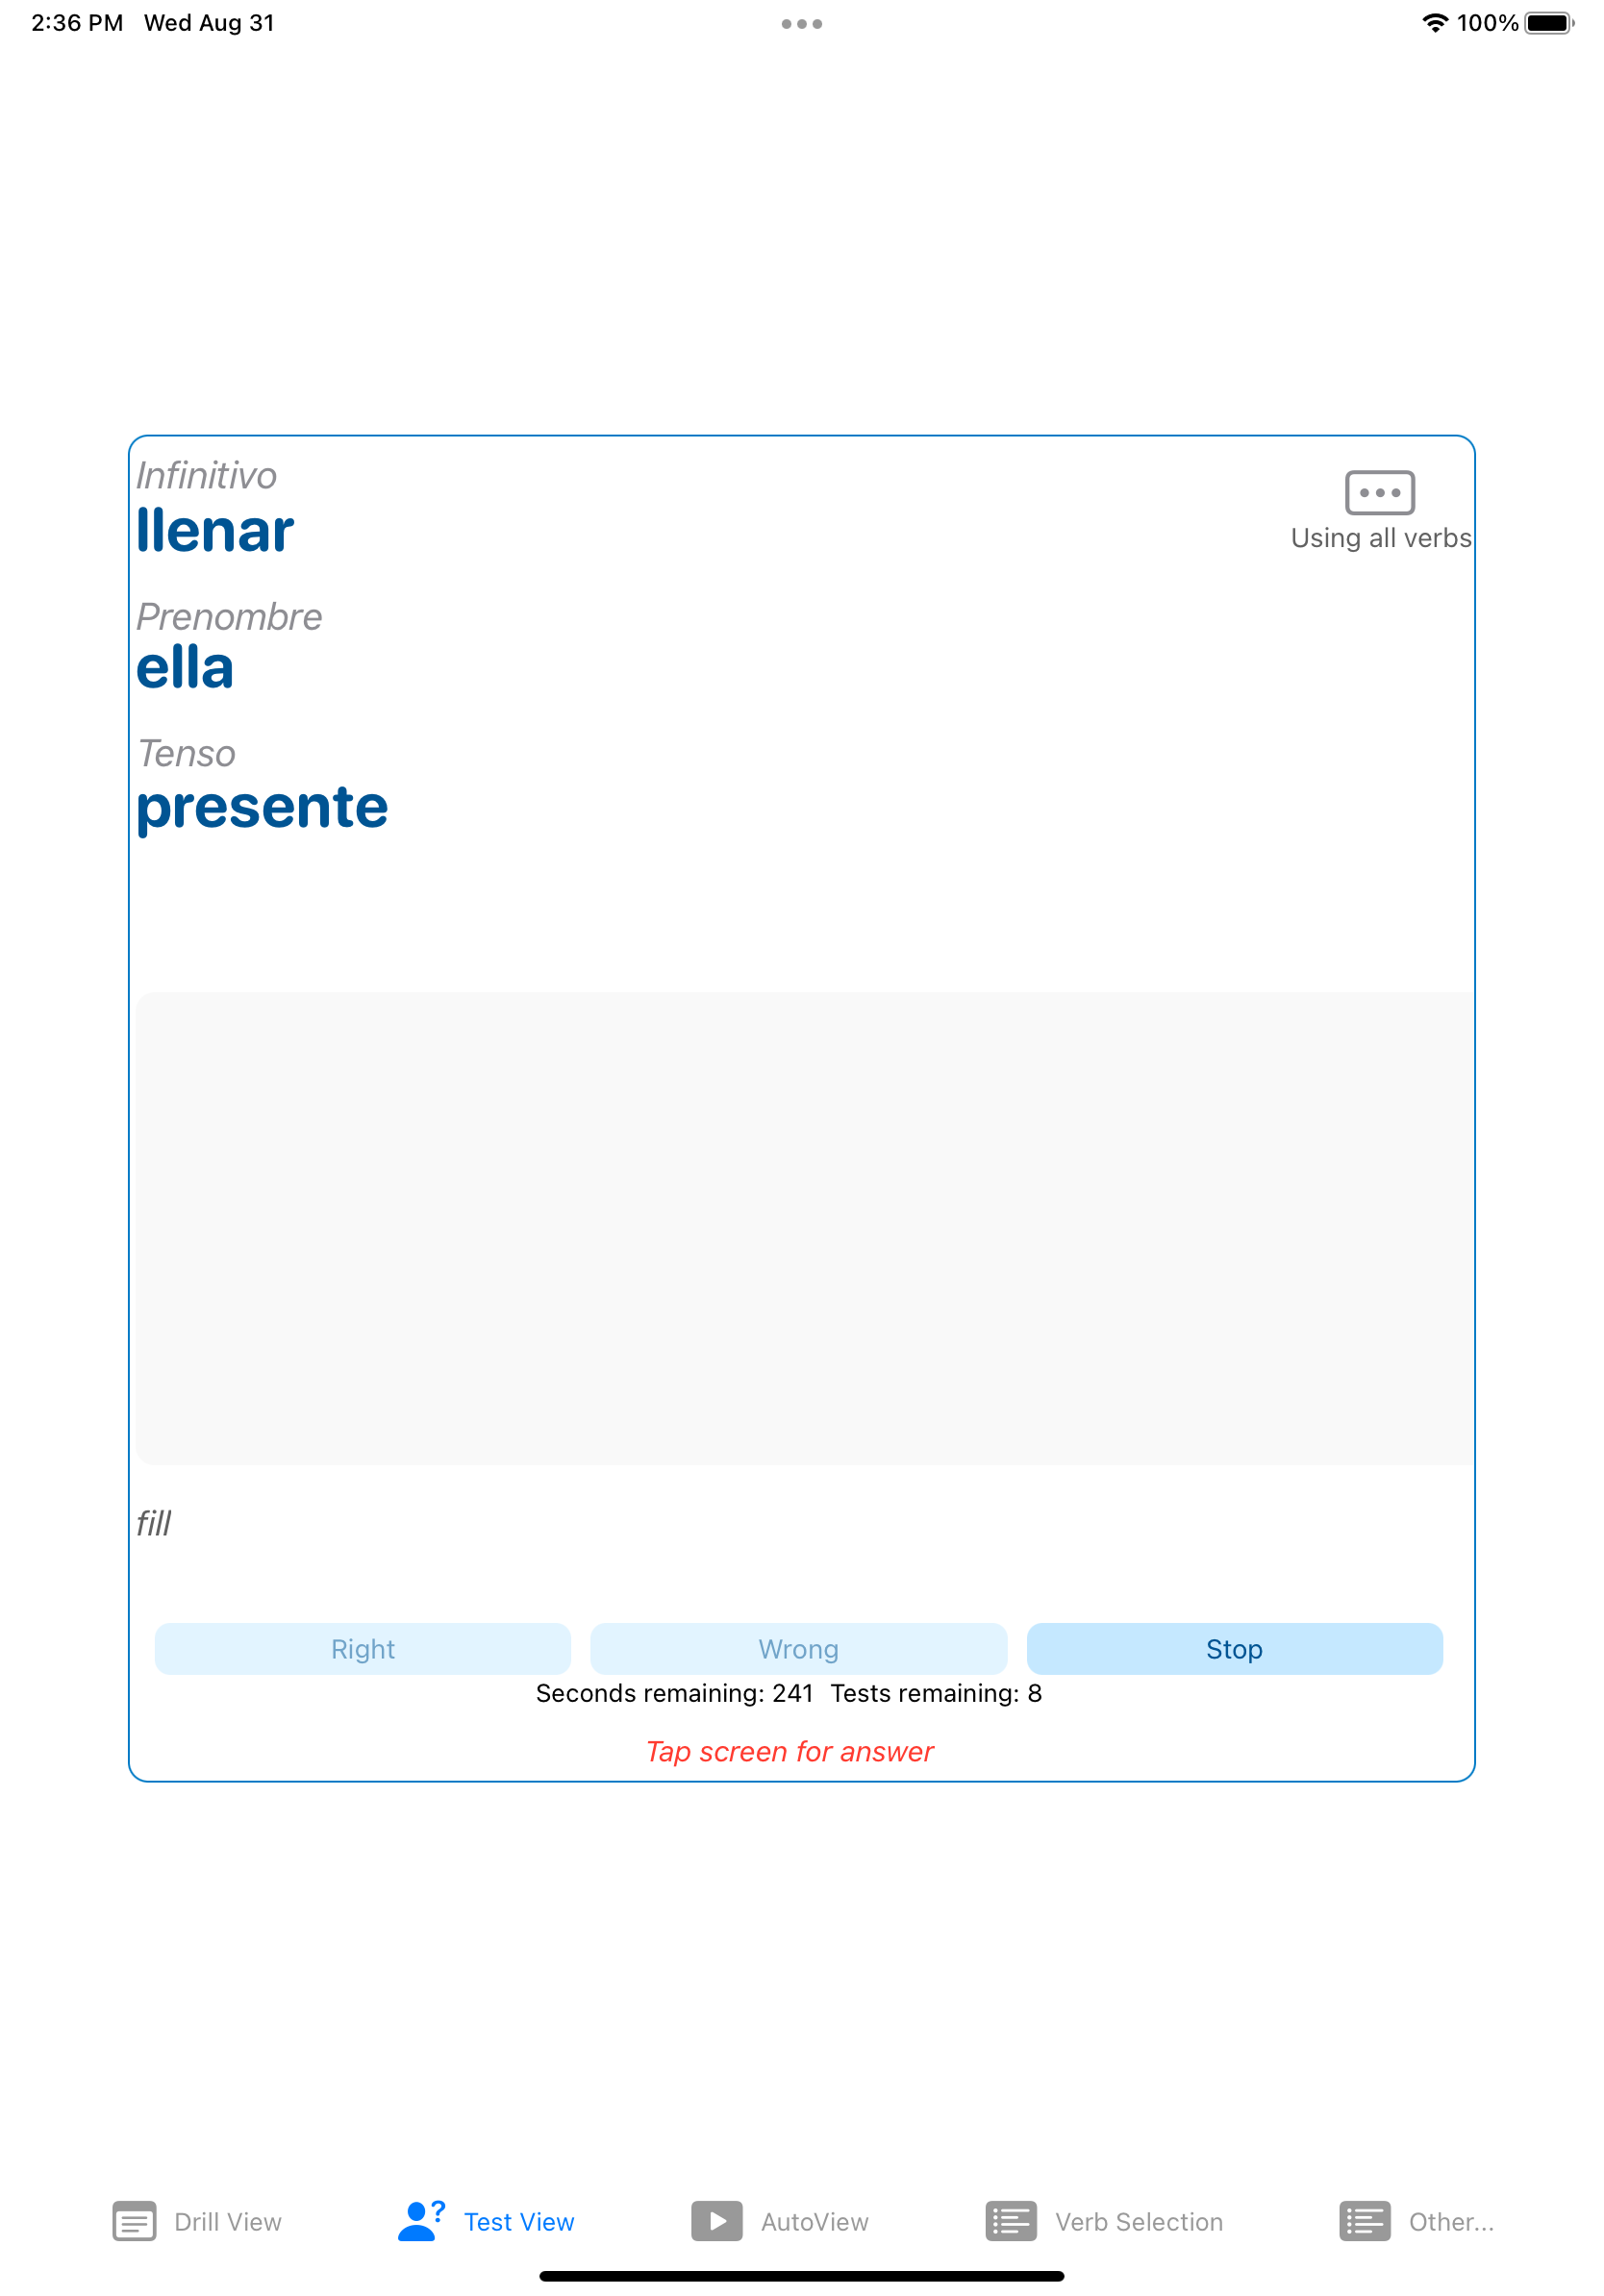 2:36 PM Wed Aug 31 100%
Infinitivo
llenar
Using all verbs
Prenombre
ella
Tenso
presente
fill
Right Wrong Stop
Seconds remaining: 241 Tests remaining: 8
Tap screen for answer
Drill View Test View AutoView Verb Selection Other...